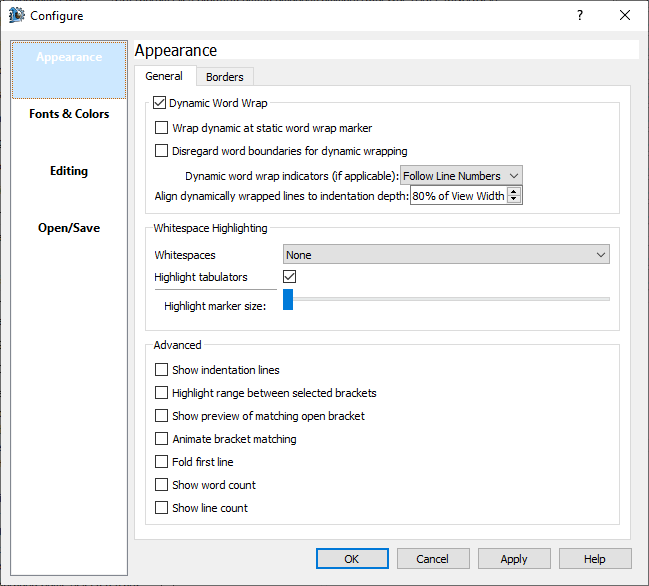 Configure
?
Appearance
Fonts & Colors
Editing
Open/Save
Appearance
General
Borders
Dynamic Word Wrap
Wrap dynamic at static word wrap marker
Disregard word boundaries for dynamic wrapping
Dynamic word wrap indicators (if applicable): Follow Line Numbers
Align dynamically wrapped lines to indentation depth: 80% of View Width
Whitespace Highlighting
Whitespaces None
Highlight tabulators
Highlight marker size:
Advanced
Show indentation lines
Highlight range between selected brackets
Show preview of matching open bracket
Animate bracket matching
Fold first line
Show word count
Show line count
OK Cancel Apply Help